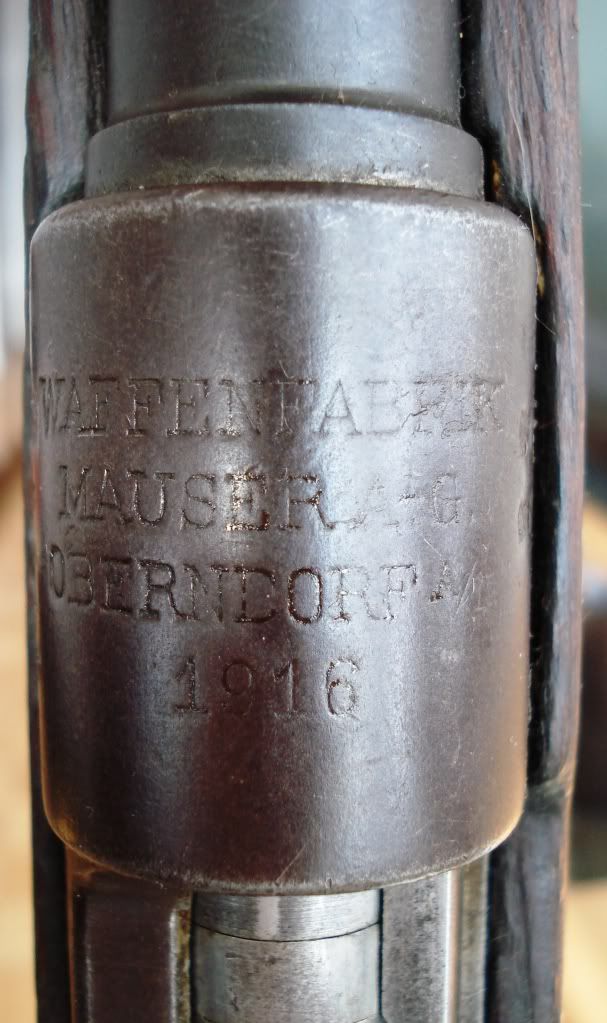 WAFFENFABRIK
MAUSER A.G.
OBERNDORF A/N
1916